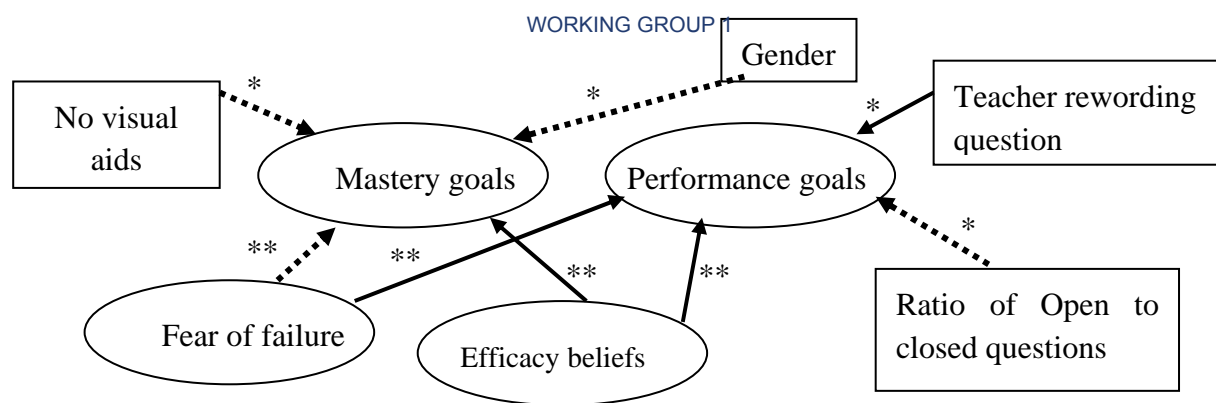 WORKING GROUP 1
Gender
*
*
*
No visual
aids
Teacher rewording
question
Mastery goals
Performance goals
**
**
**
**
*
Fear of failure
Efficacy beliefs
Ratio of Open to
closed questions